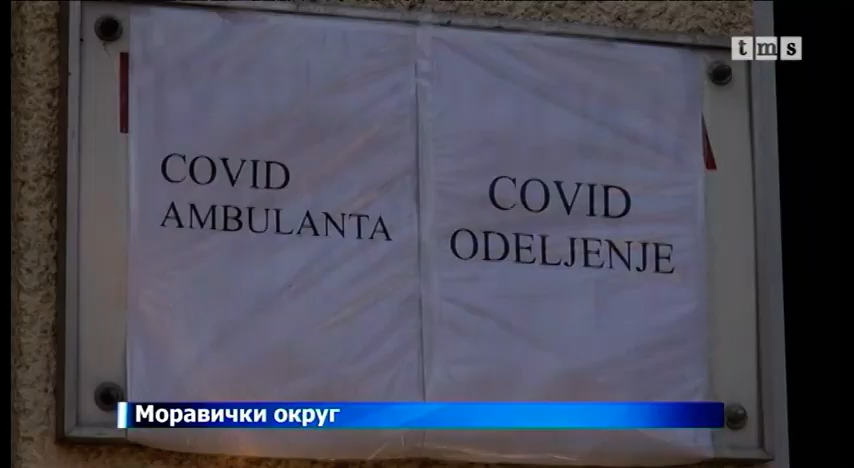 tms
COVID
AMBULANTA
COVID
ODELJENJE
Моравички округ